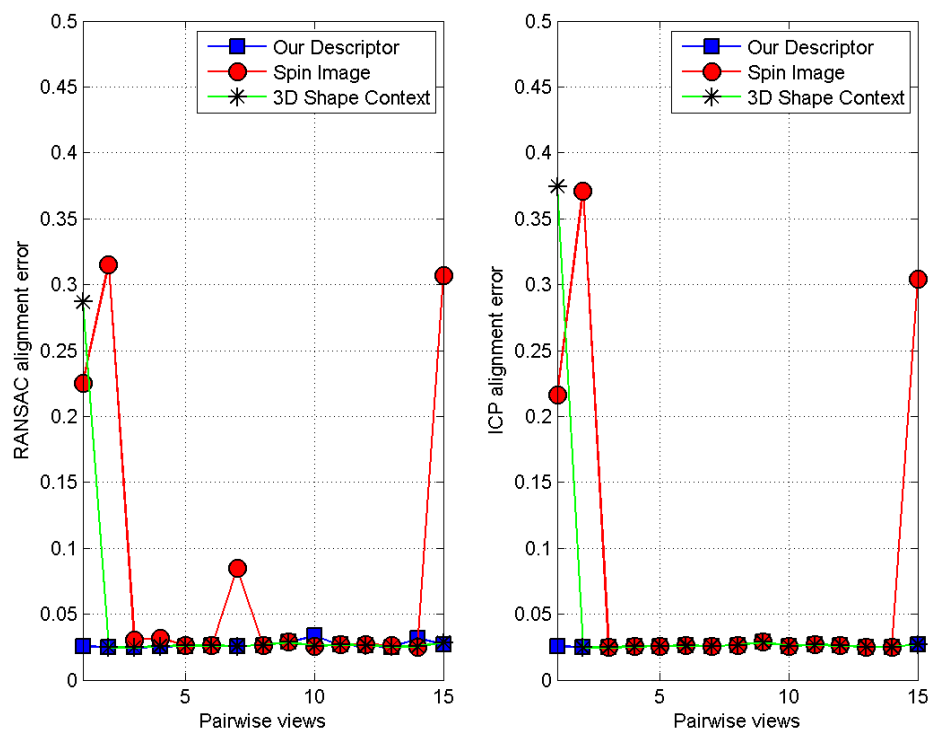 0.5
0.45
0.4
0.35
0.3
0.25
0.2
0.15
0.1
0.05
0
RANSAC alignment error
Our Descriptor
Spin Image
3D Shape Context
5
10
15
Pairwise views
0.5
0.45
0.4
0.35
0.3
0.25
0.2
0.15
0.1
0.05
0
ICP alignment error
Our Descriptor
Spin Image
3D Shape Context
5
10
15
Pairwise views